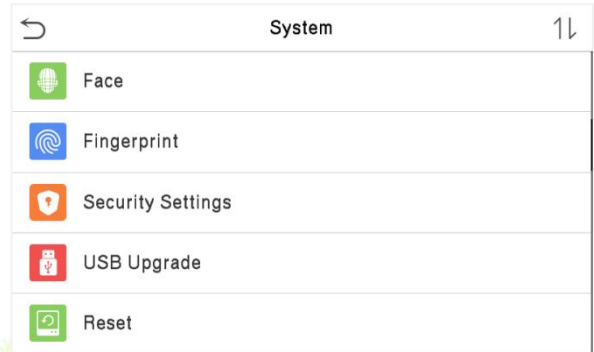 System
Face
Fingerprint
Security Settings
USB Upgrade
Reset